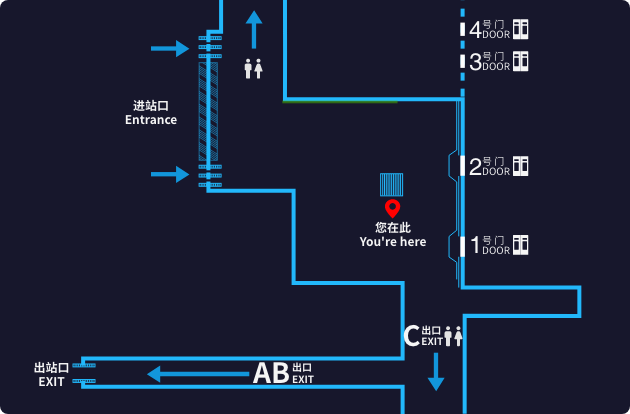 4号门
DOOR
3号门
DOOR
进站口
Entrance
2号门
DOOR
您在此
You're here
1号门
DOOR
C出口
EXIT
出站口
EXIT
AB出口
EXIT